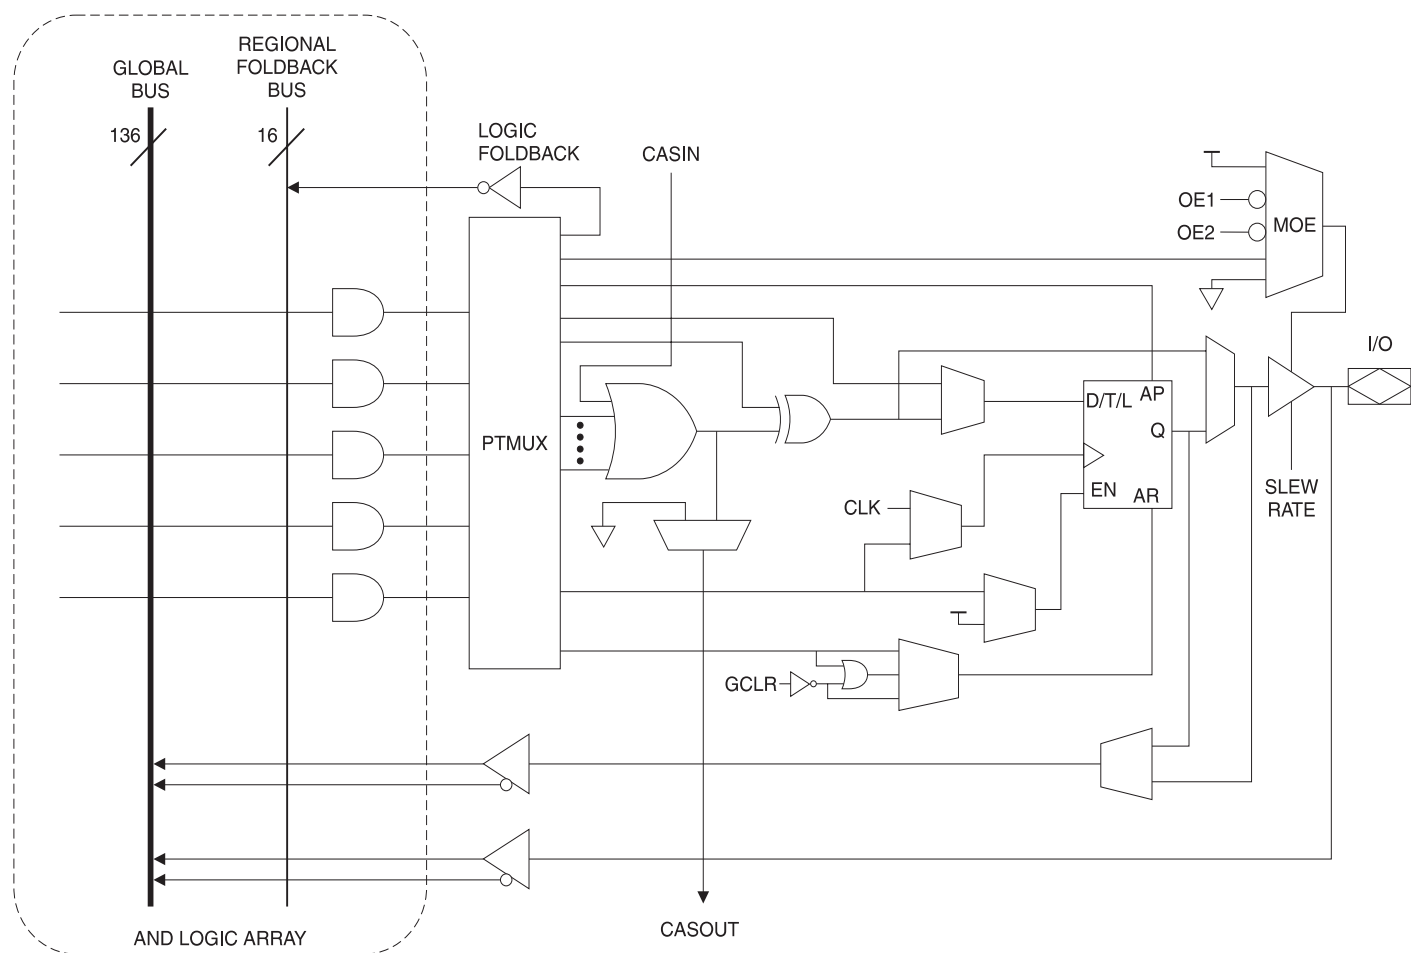 GLOBAL
BUS
REGIONAL
FOLDBACK
BUS
136
16
LOGIC
FOLDBACK
CASIN
OE1
OE2
MOE
I/O
PTMUX
D/T/L
AP
Q
EN
AR
CLK
SLEW
RATE
GCLR
CASOUT
AND LOGIC ARRAY